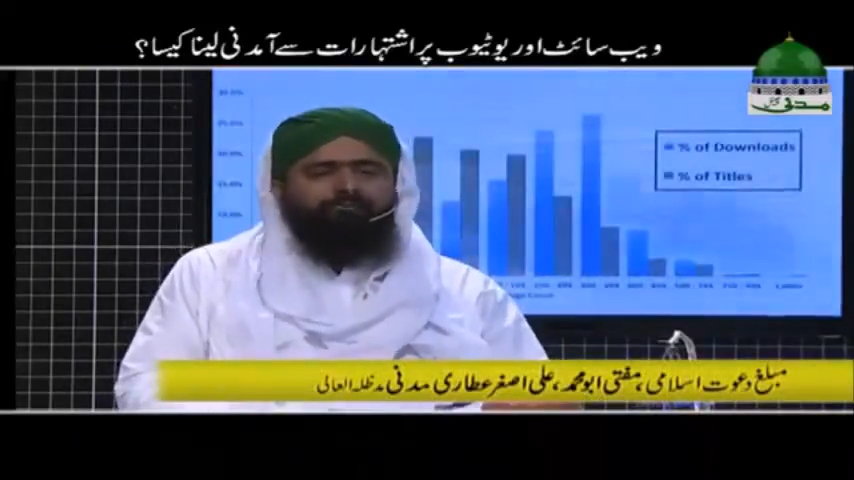 ویب سائٹ اور یوٹیوب پر اشتہارات سے آمدنی لینا کیسا؟
مدنی
% of Downloads
% of Titles
مبلغ دعوت اسلامی، مفتی ابو محمد، علی اصغر عطاری مدنی مدظلہ العالی